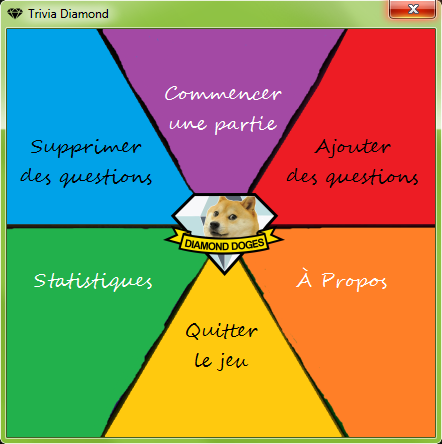 Trivia Diamond
Commencer
une partie
Supprimer
des questions
Ajouter
des questions
DIAMOND DOGES
Statistiques
À Propos
Quitter
le jeu